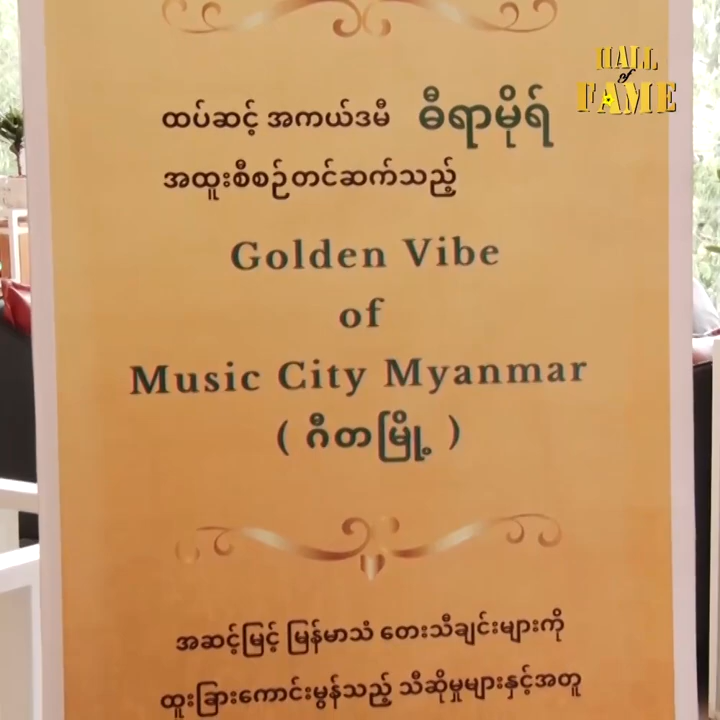 HALL
of
FAME
ထပ်ဆင့် အကယ်ဒမီ ဓီရာမိုရ်
အထူးစီစဉ်တင်ဆက်သည့်
Golden Vibe
of
Music City Myanmar
( ဂီတမြို့ )
အဆင့်မြင့် မြန်မာသံ တေးသီချင်းများကို
ထူးခြားကောင်းမွန်သည့် သီဆိုမှုများနှင့်အတူ